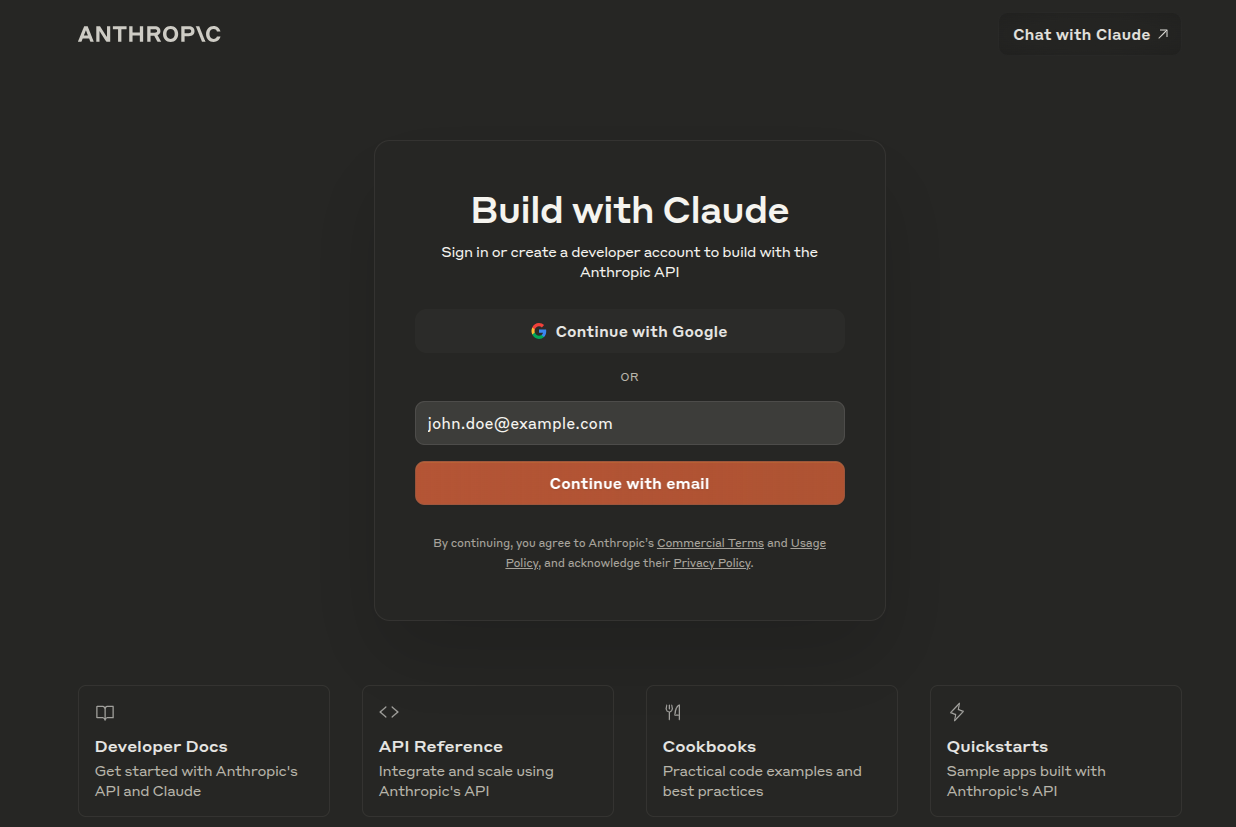 ANTHROP\C
Chat with Claude
Build with Claude
Sign in or create a developer account to build with the
Anthropic API
Continue with Google
OR
john.doe@example.com
Continue with email
By continuing, you agree to Anthropic's Commercial Terms and Usage
Policy, and acknowledge their Privacy Policy.
Developer Docs
Get started with Anthropic's
API and Claude
API Reference
Integrate and scale using
Anthropic's API
Cookbooks
Practical code examples and
best practices
Quickstarts
Sample apps built with
Anthropic's API